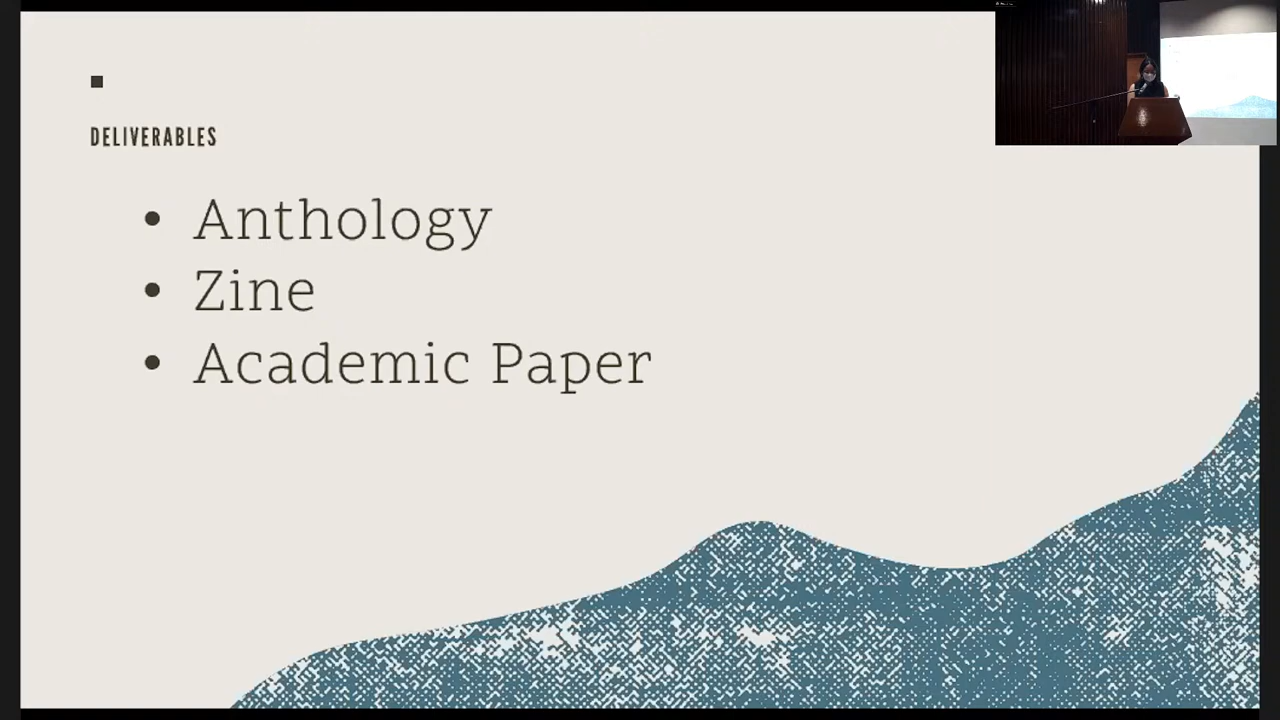 DELIVERABLES
• Anthology
• Zine
• Academic Paper